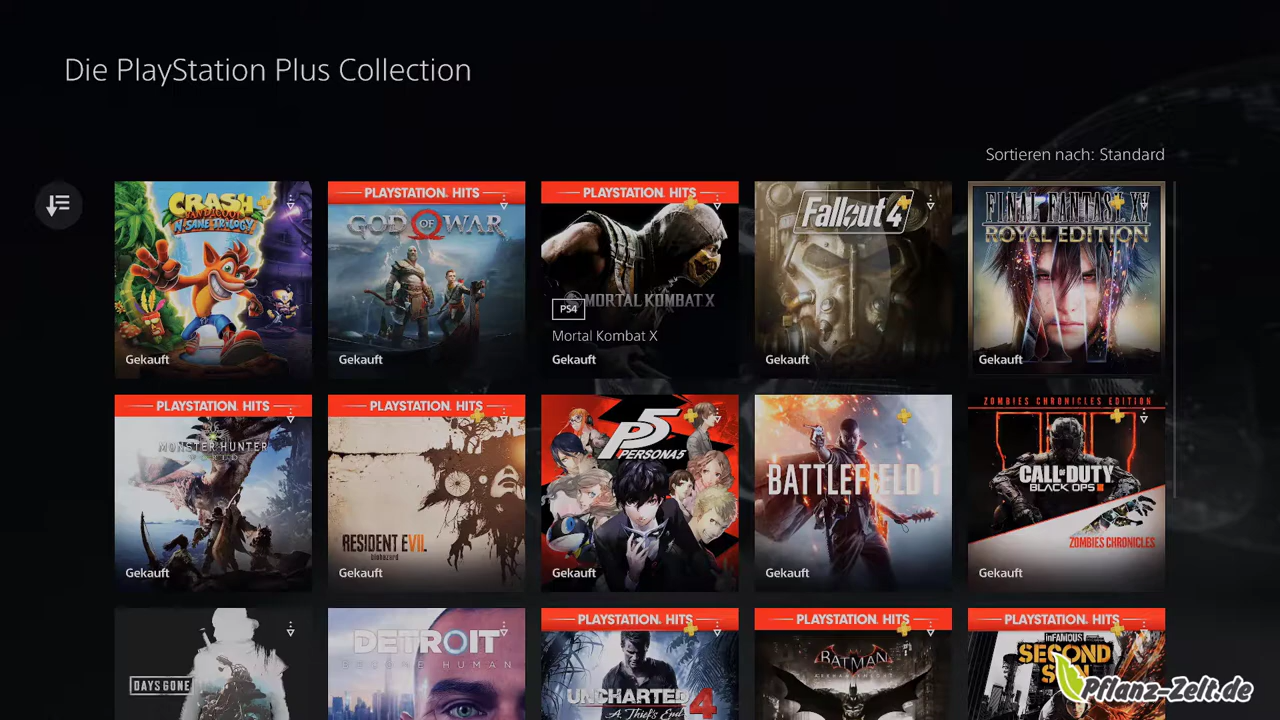 Die PlayStation Plus Collection
Sortieren nach: Standard
CRASH
BANDICOOT
N·SANE TRILOGY
Gekauft
PLAYSTATION HITS
GOD OF WAR
Gekauft
PLAYSTATION HITS
MORTAL KOMBAT X
PS4
Mortal Kombat X
Gekauft
Fallout 4
Gekauft
FINAL FANTASY XV
ROYAL EDITION
Gekauft
PLAYSTATION HITS
MONSTER HUNTER
Gekauft
PLAYSTATION HITS
RESIDENT EVIL
biohazard
Gekauft
P5
PERSONA5
Gekauft
BATTLEFIELD 1
Gekauft
ZOMBIES CHRONICLES EDITION
CALL OF DUTY
BLACK OPS III
ZOMBIES CHRONICLES
Gekauft
DAYS GONE
DETROIT
BECOME HUMAN
PLAYSTATION HITS
UNCHARTED 4
A Thief's End
PLAYSTATION HITS
BATMAN
ARKHAM KNIGHT
PLAYSTATION HITS
inFAMOUS
SECOND
SON
Pflanz-Zelt.de